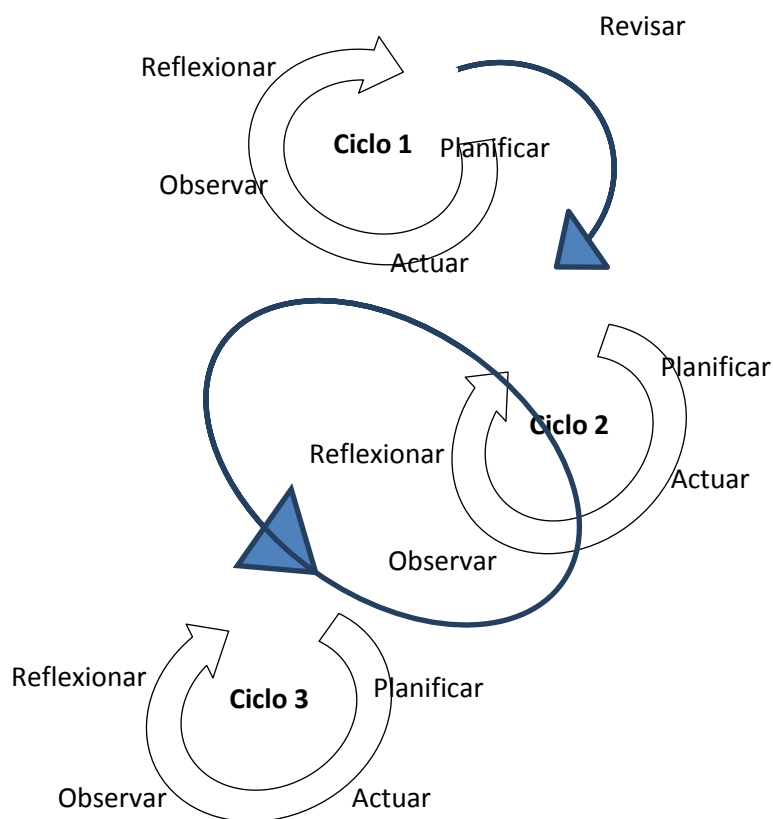 Revisar
Reflexionar
Ciclo 1
Planificar
Observar
Actuar
Planificar
Ciclo 2
Reflexionar
Actuar
Observar
Reflexionar
Ciclo 3
Planificar
Observar
Actuar